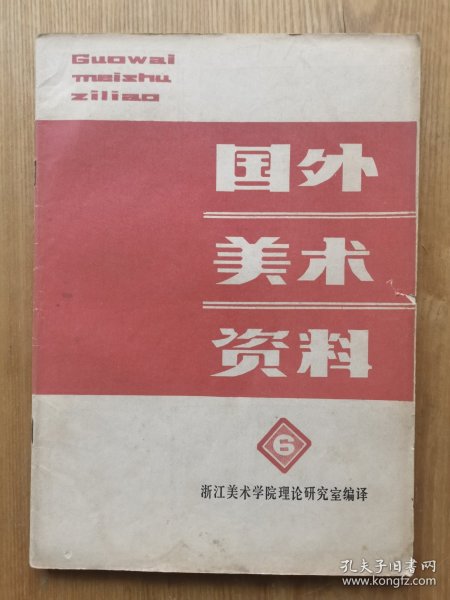 Guowai
meishu
ziliao
国外
美术
资料
6
浙江美术学院理论研究室编译
孔夫子旧书网
www.kongfz.com